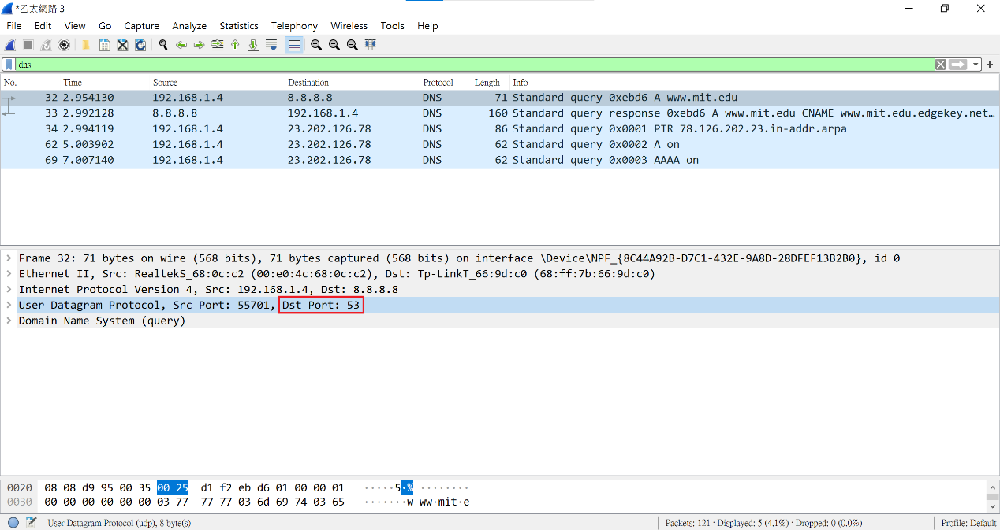 *乙太網路 3
File Edit View Go Capture Analyze Statistics Telephony Wireless Tools Help
dns
No. Time Source Destination Protocol Length Info
32 2.954130 192.168.1.4 8.8.8.8 DNS 71 Standard query 0xebd6 A www.mit.edu
33 2.992128 8.8.8.8 192.168.1.4 DNS 160 Standard query response 0xebd6 A www.mit.edu CNAME www.mit.edu.edgekey.net…
34 2.994119 192.168.1.4 23.202.126.78 DNS 86 Standard query 0x0001 PTR 78.126.202.23.in-addr.arpa
62 5.003902 192.168.1.4 23.202.126.78 DNS 62 Standard query 0x0002 A on
69 7.007140 192.168.1.4 23.202.126.78 DNS 62 Standard query 0x0003 AAAA on
Frame 32: 71 bytes on wire (568 bits), 71 bytes captured (568 bits) on interface \Device\NPF_{8C44A92B-D7C1-432E-9A8D-28DFEF13B2B0}, id 0
Ethernet II, Src: RealtekS_68:0c:c2 (00:e0:4c:68:0c:c2), Dst: Tp-LinkT_66:9d:c0 (68:ff:7b:66:9d:c0)
Internet Protocol Version 4, Src: 192.168.1.4, Dst: 8.8.8.8
User Datagram Protocol, Src Port: 55701, Dst Port: 53
Domain Name System (query)
0020 08 08 d9 95 00 35 00 25 d1 f2 eb d6 01 00 00 01 ·····5·% ········
0030 00 00 00 00 00 00 03 77 77 77 03 6d 69 74 03 65 ·······w ww·mit·e
User Datagram Protocol (udp), 8 byte(s) Packets: 121 · Displayed: 5 (4.1%) · Dropped: 0 (0.0%) Profile: Default